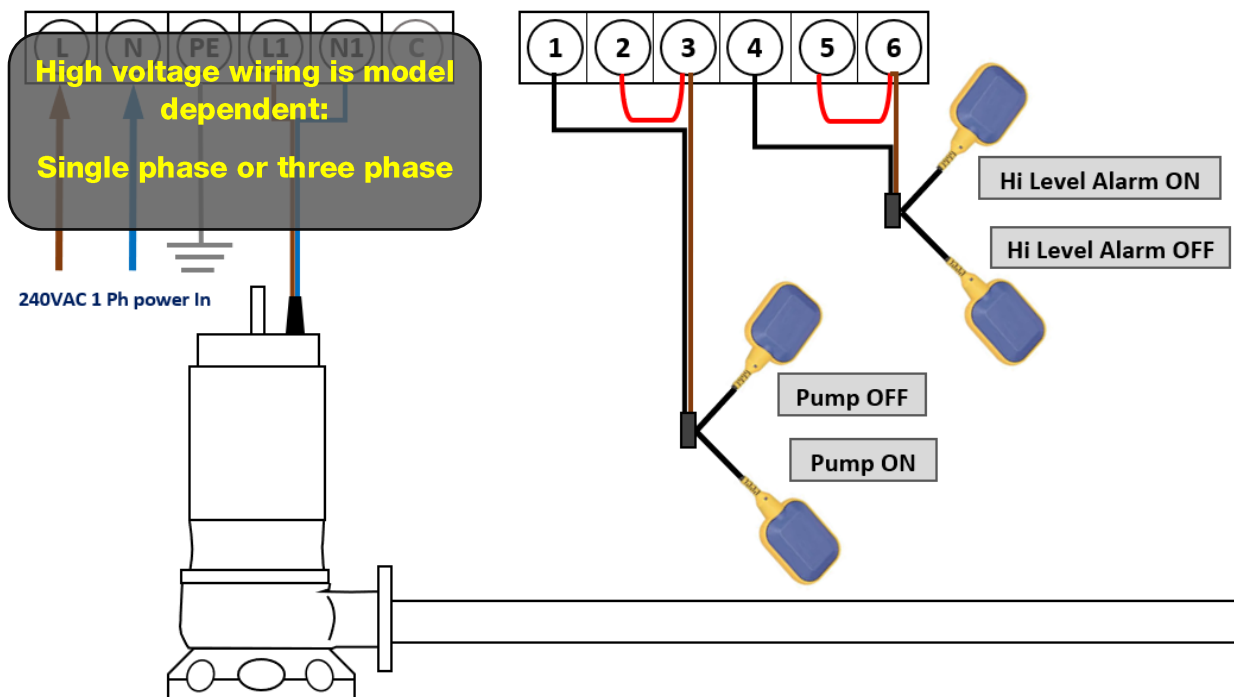 L N PE L1 N1 C
1 2 3 4 5 6
High voltage wiring is model
dependent:
Single phase or three phase
240VAC 1 Ph power In
Hi Level Alarm ON
Hi Level Alarm OFF
Pump OFF
Pump ON